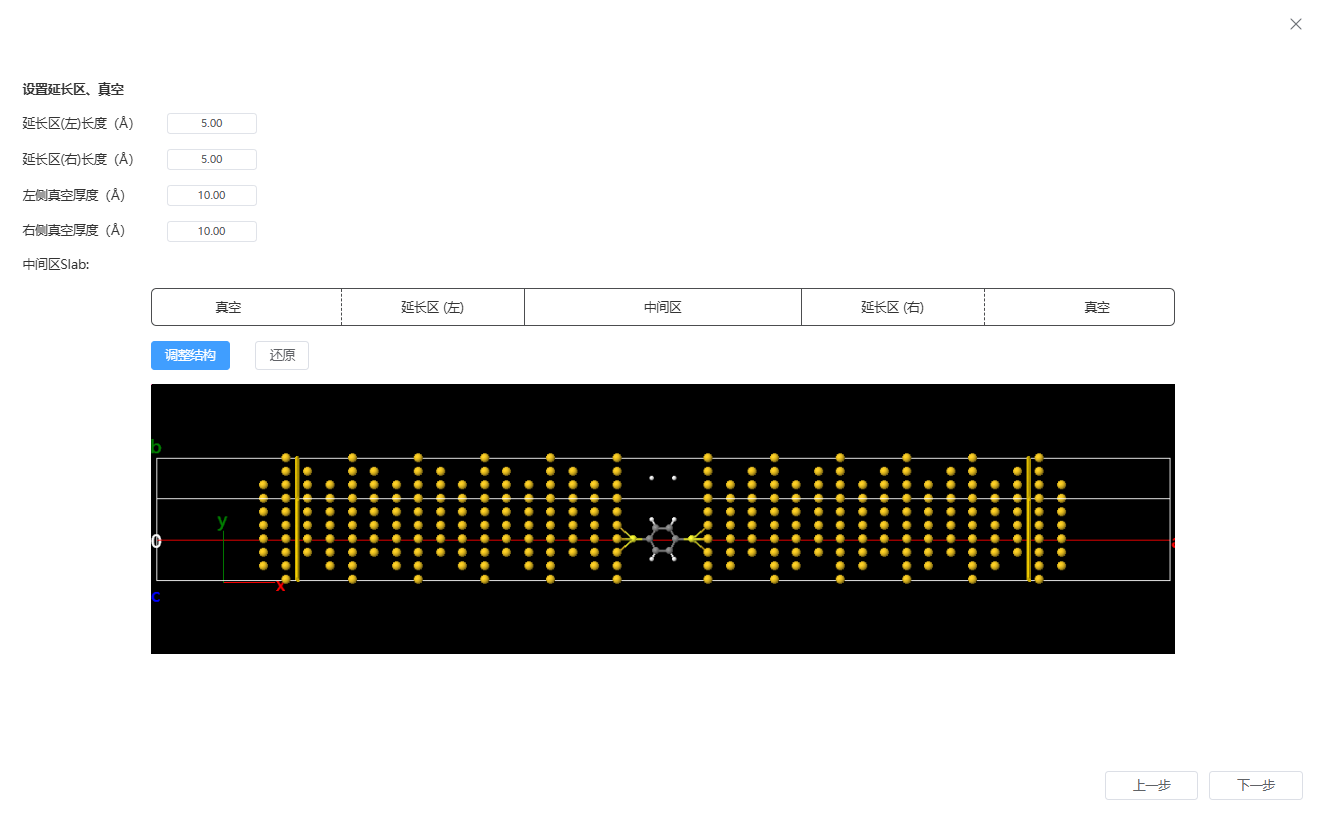 设置延长区、真空
延长区(左)长度（Å） 5.00
延长区(右)长度（Å） 5.00
左侧真空厚度（Å） 10.00
右侧真空厚度（Å） 10.00
中间区Slab:
真空 延长区 (左) 中间区 延长区 (右) 真空
调整结构 还原
b
y
0 a
x
c
上一步 下一步